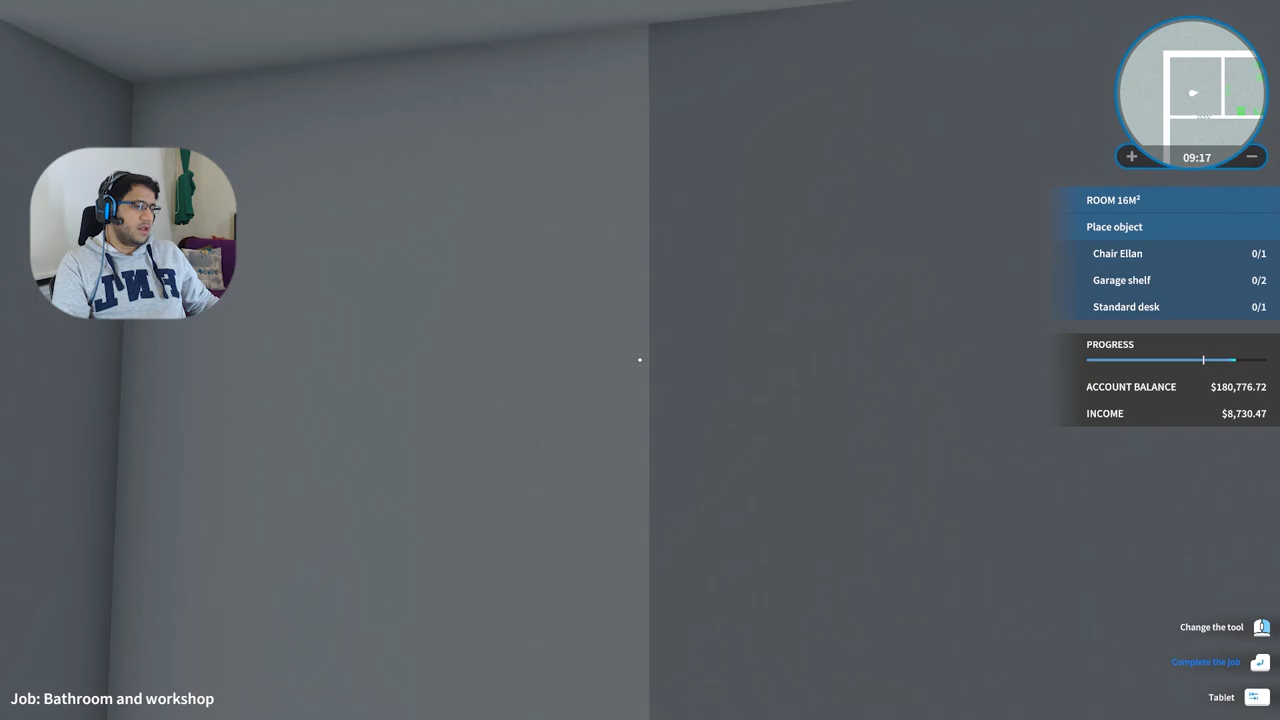 09:17
ROOM 16M²
Place object
Chair Ellan 0/1
Garage shelf 0/2
Standard desk 0/1
PROGRESS
ACCOUNT BALANCE $180,776.72
INCOME $8,730.47
Change the tool
Complete the job
Tablet
Job: Bathroom and workshop